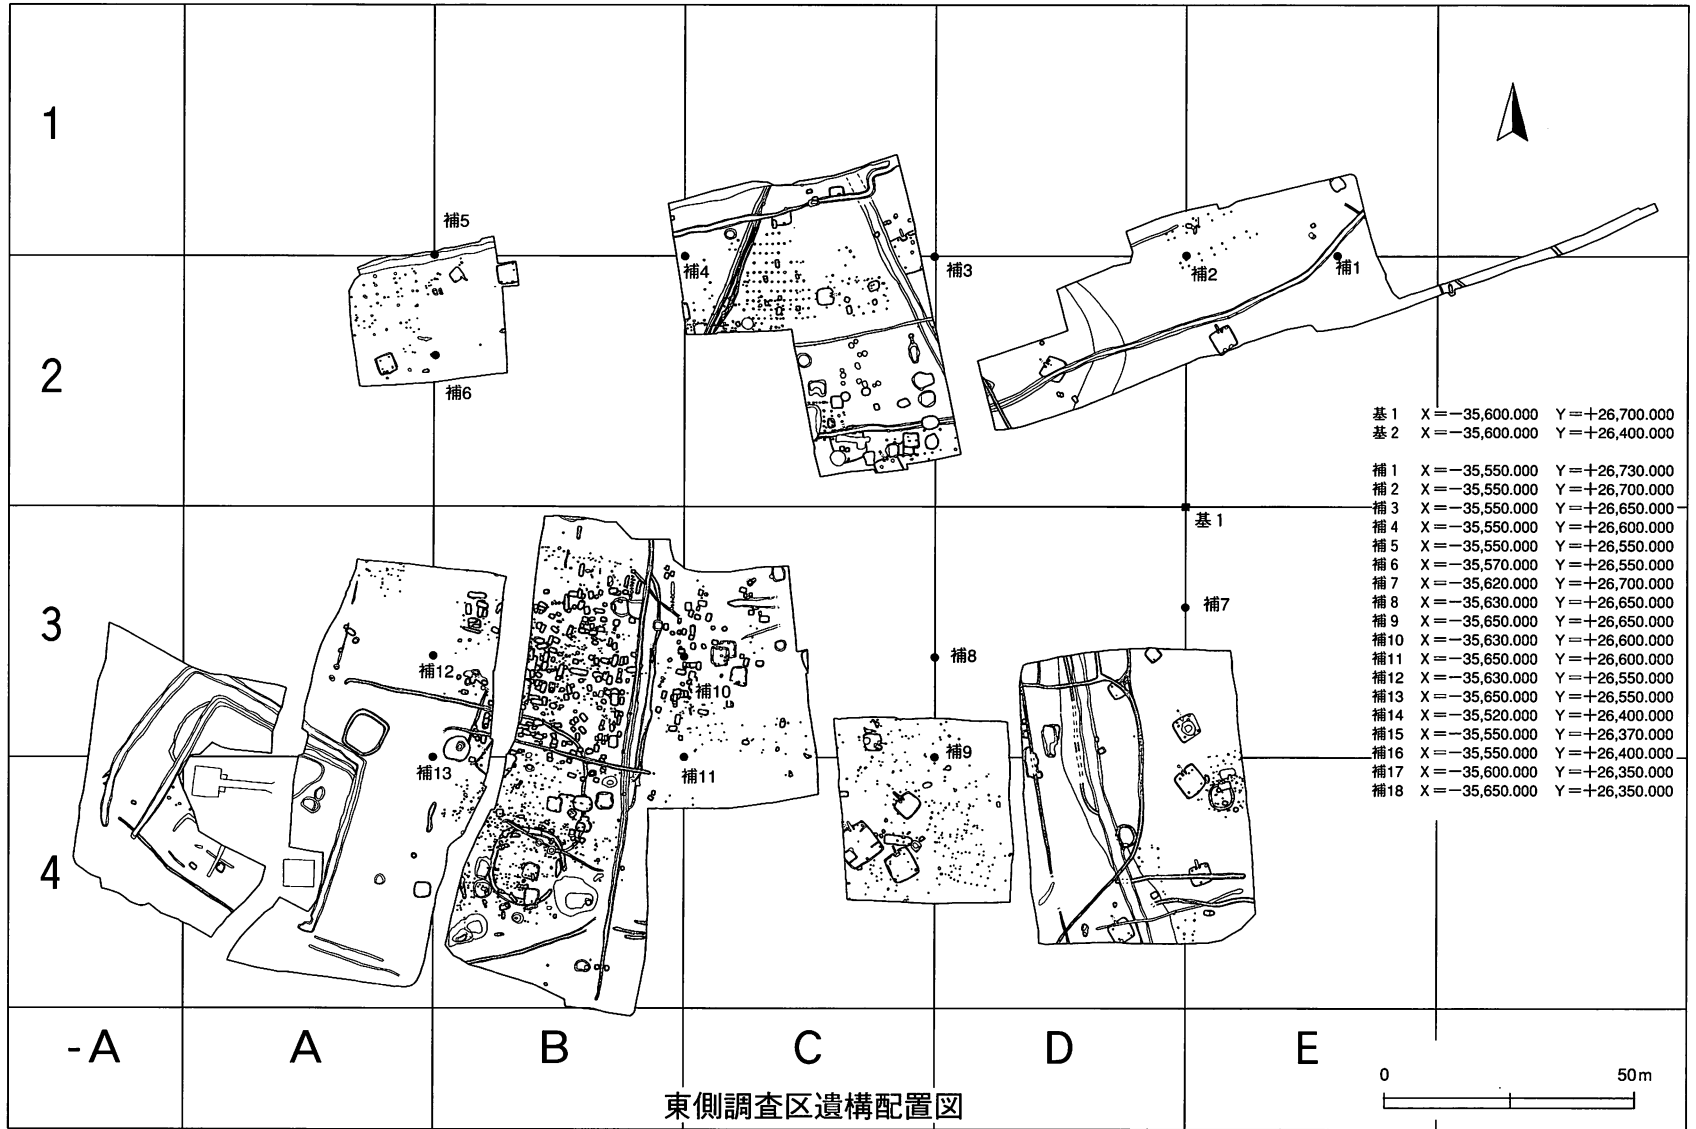 1
補5
補4
補3
補2
補1
2
補6
基1 X=-35,600.000 Y=+26,700.000
基2 X=-35,600.000 Y=+26,400.000
補1 X=-35,550.000 Y=+26,730.000
補2 X=-35,550.000 Y=+26,700.000
補3 X=-35,550.000 Y=+26,650.000
補4 X=-35,550.000 Y=+26,600.000
補5 X=-35,550.000 Y=+26,550.000
補6 X=-35,570.000 Y=+26,550.000
補7 X=-35,620.000 Y=+26,700.000
補8 X=-35,630.000 Y=+26,650.000
補9 X=-35,650.000 Y=+26,650.000
補10 X=-35,630.000 Y=+26,600.000
補11 X=-35,650.000 Y=+26,600.000
補12 X=-35,630.000 Y=+26,550.000
補13 X=-35,650.000 Y=+26,550.000
補14 X=-35,520.000 Y=+26,400.000
補15 X=-35,550.000 Y=+26,370.000
補16 X=-35,550.000 Y=+26,400.000
補17 X=-35,600.000 Y=+26,350.000
補18 X=-35,650.000 Y=+26,350.000
基1
補7
3
補12
補10
補8
補13
補11
補9
4
-A
A
B
C
D
E
0 50m
東側調査区遺構配置図